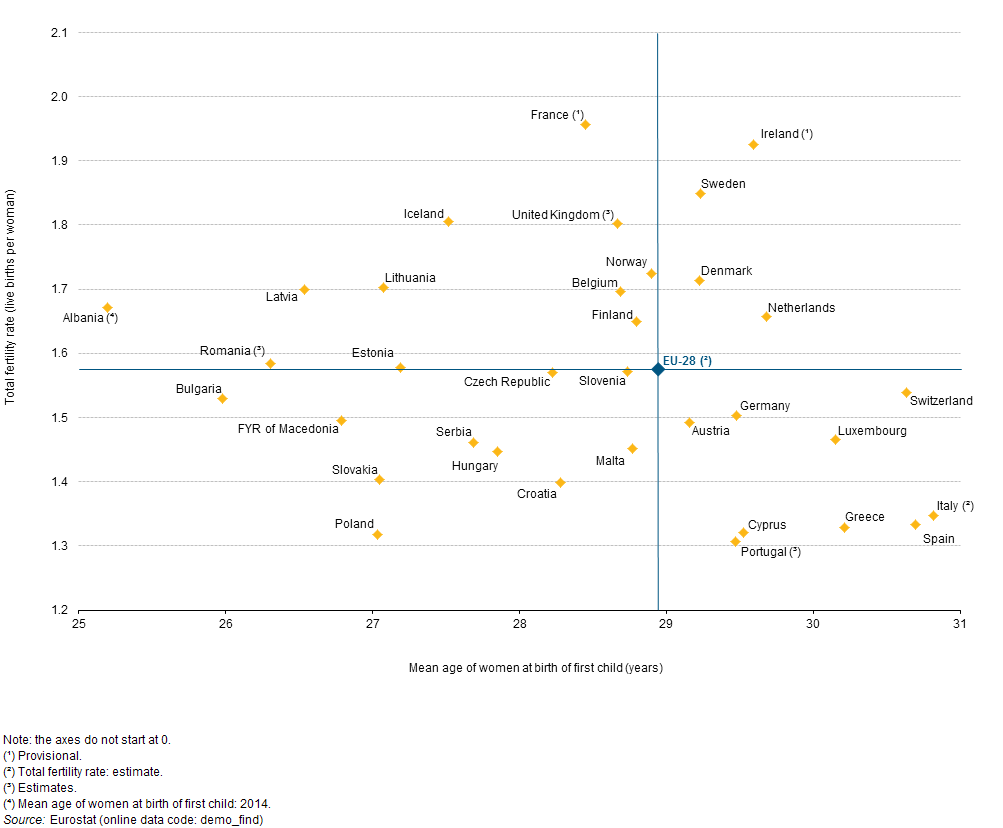 2.1
2.0
France (¹)
Ireland (¹)
1.9
Sweden
Iceland
United Kingdom (³)
1.8
Norway
Denmark
Lithuania
Belgium
1.7
Latvia
Netherlands
Albania (⁴)
Finland
Total fertility rate (live births per woman)
Romania (³)
Estonia
1.6
EU-28 (²)
Czech Republic
Slovenia
Bulgaria
Switzerland
Germany
1.5
FYR of Macedonia
Serbia
Austria
Luxembourg
Hungary
Malta
Slovakia
1.4
Croatia
Italy (²)
Greece
Poland
Cyprus
Spain
1.3
Portugal (³)
1.2
25 26 27 28 29 30 31
Mean age of women at birth of first child (years)
Note: the axes do not start at 0.
(¹) Provisional.
(²) Total fertility rate: estimate.
(³) Estimates.
(⁴) Mean age of women at birth of first child: 2014.
Source: Eurostat (online data code: demo_find)